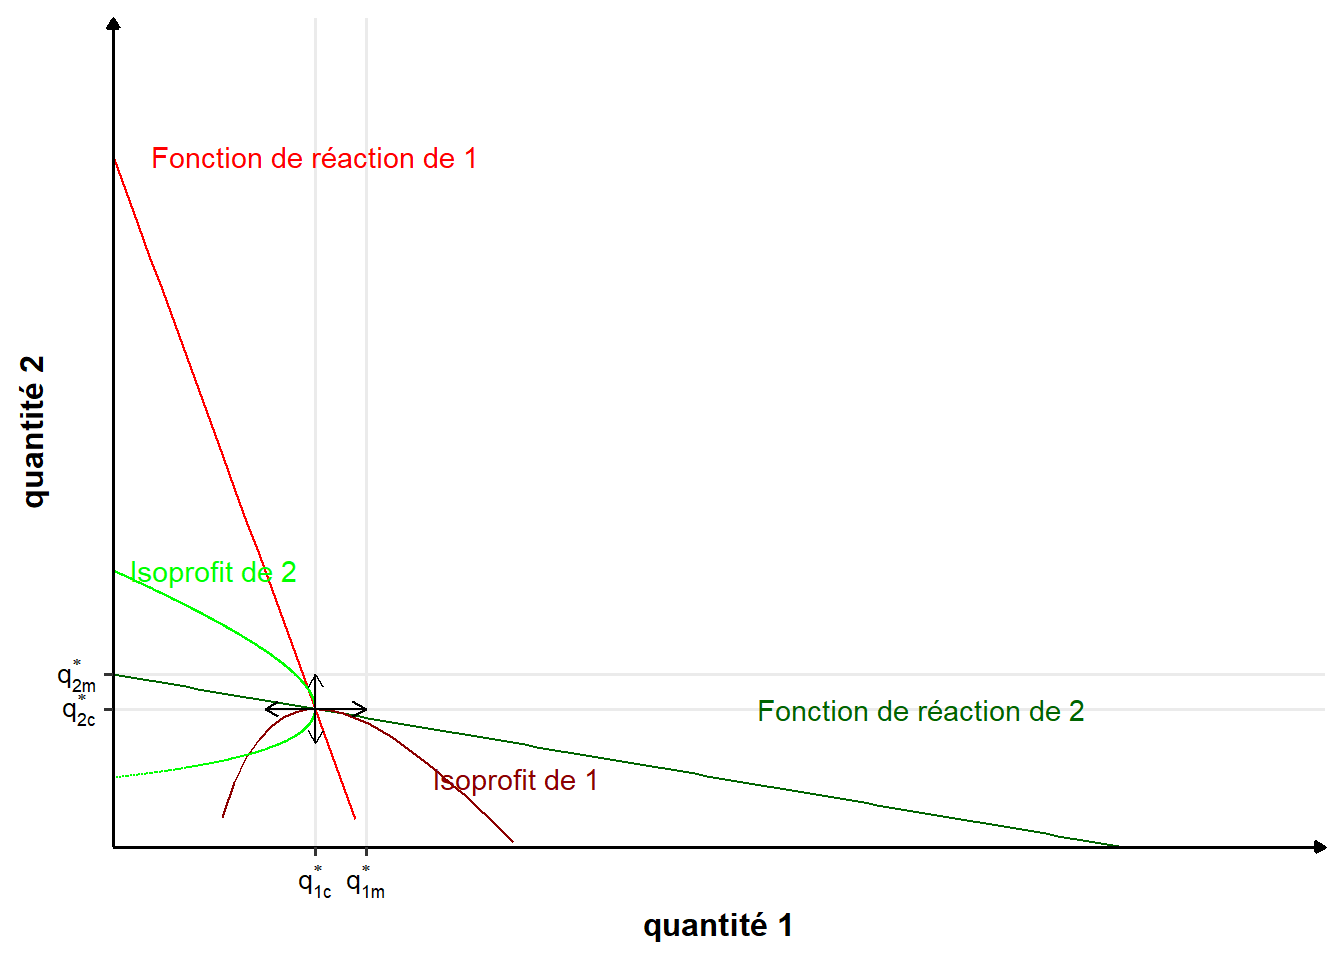 Fonction de réaction de 1
quantité 2
Isoprofit de 2
q*2m
q*2c
Fonction de réaction de 2
Isoprofit de 1
q*1c
q*1m
quantité 1